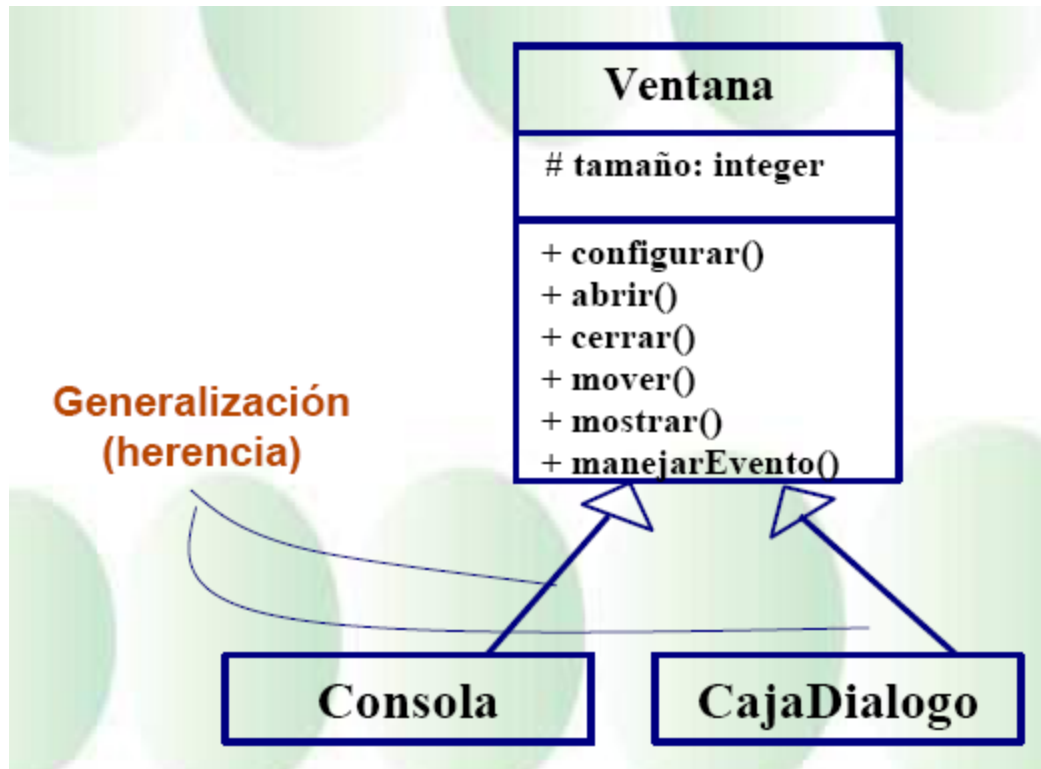 Ventana
# tamaño: integer
+ configurar()
+ abrir()
+ cerrar()
+ mover()
+ mostrar()
+ manejarEvento()
Generalización
(herencia)
Consola
CajaDialogo